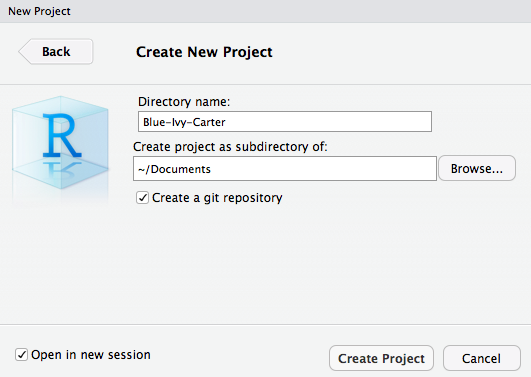 New Project
Back
Create New Project
R
Directory name:
Blue-Ivy-Carter
Create project as subdirectory of:
~/Documents
Browse...
Create a git repository
Open in new session
Create Project
Cancel